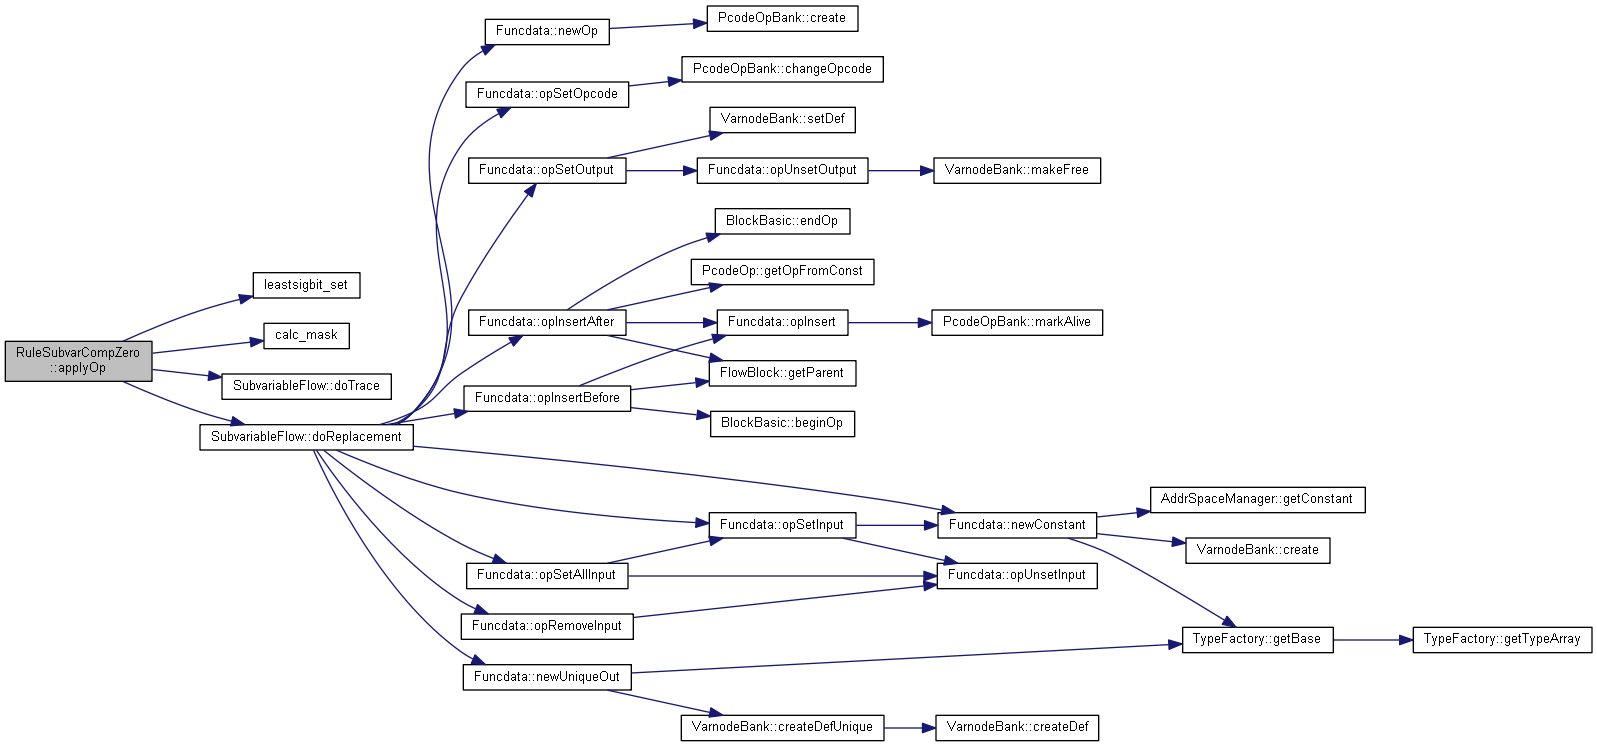 Funcdata::newOp
PcodeOpBank::create
Funcdata::opSetOpcode
PcodeOpBank::changeOpcode
VarnodeBank::setDef
Funcdata::opSetOutput
Funcdata::opUnsetOutput
VarnodeBank::makeFree
BlockBasic::endOp
PcodeOp::getOpFromConst
leastsigbit_set
Funcdata::opInsertAfter
Funcdata::opInsert
PcodeOpBank::markAlive
calc_mask
RuleSubvarCompZero
::applyOp
FlowBlock::getParent
SubvariableFlow::doTrace
Funcdata::opInsertBefore
BlockBasic::beginOp
SubvariableFlow::doReplacement
AddrSpaceManager::getConstant
Funcdata::opSetInput
Funcdata::newConstant
VarnodeBank::create
Funcdata::opSetAllInput
Funcdata::opUnsetInput
Funcdata::opRemoveInput
TypeFactory::getBase
TypeFactory::getTypeArray
Funcdata::newUniqueOut
VarnodeBank::createDefUnique
VarnodeBank::createDef